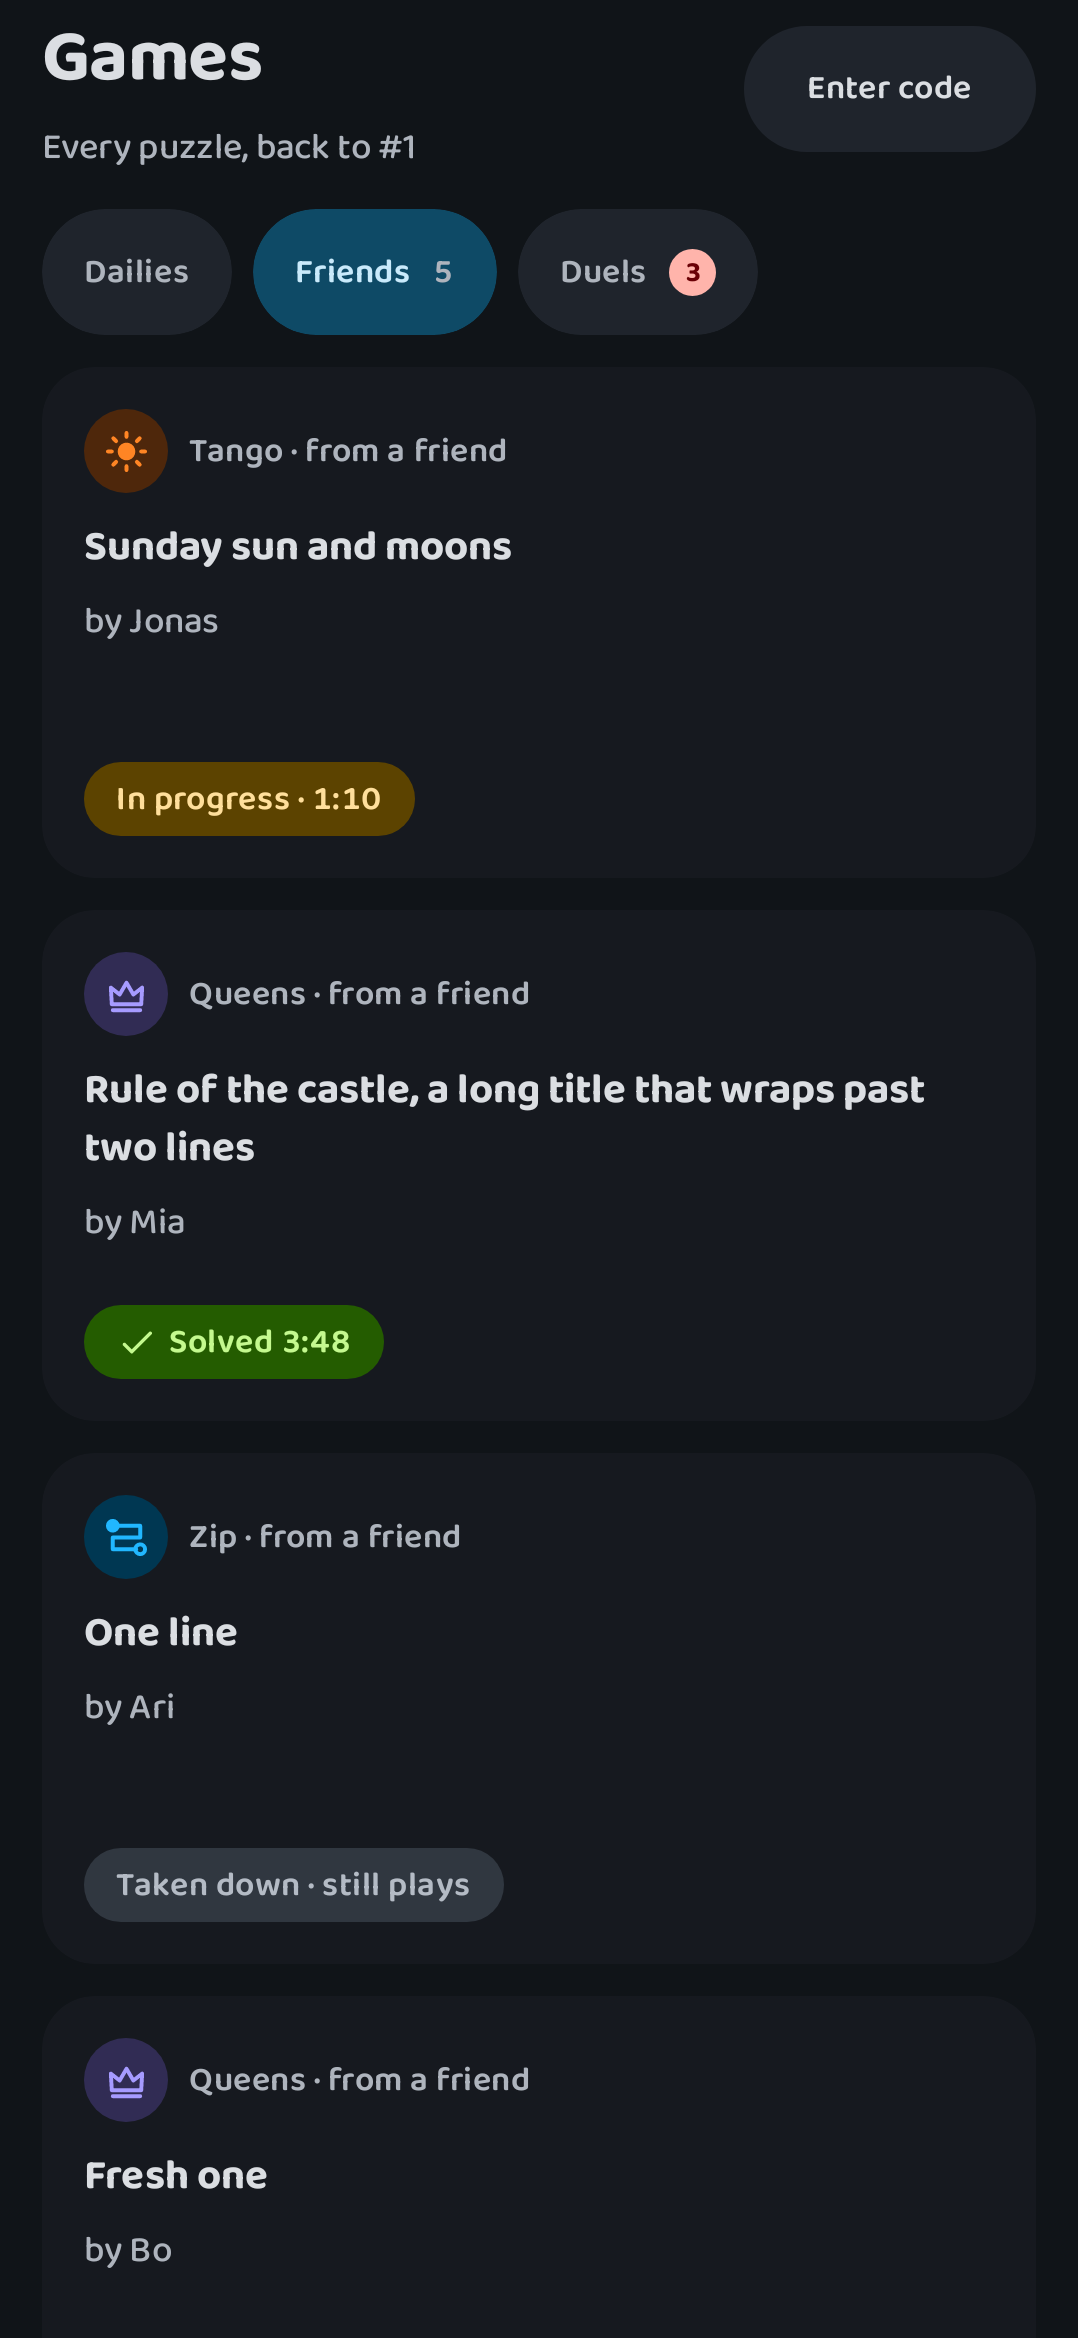 Games
Enter code
Every puzzle, back to #1
Dailies
Friends 5
Duels 3
Tango · from a friend
Sunday sun and moons
by Jonas
In progress · 1:10
Queens · from a friend
Rule of the castle, a long title that wraps past
two lines
by Mia
Solved 3:48
Zip · from a friend
One line
by Ari
Taken down · still plays
Queens · from a friend
Fresh one
by Bo